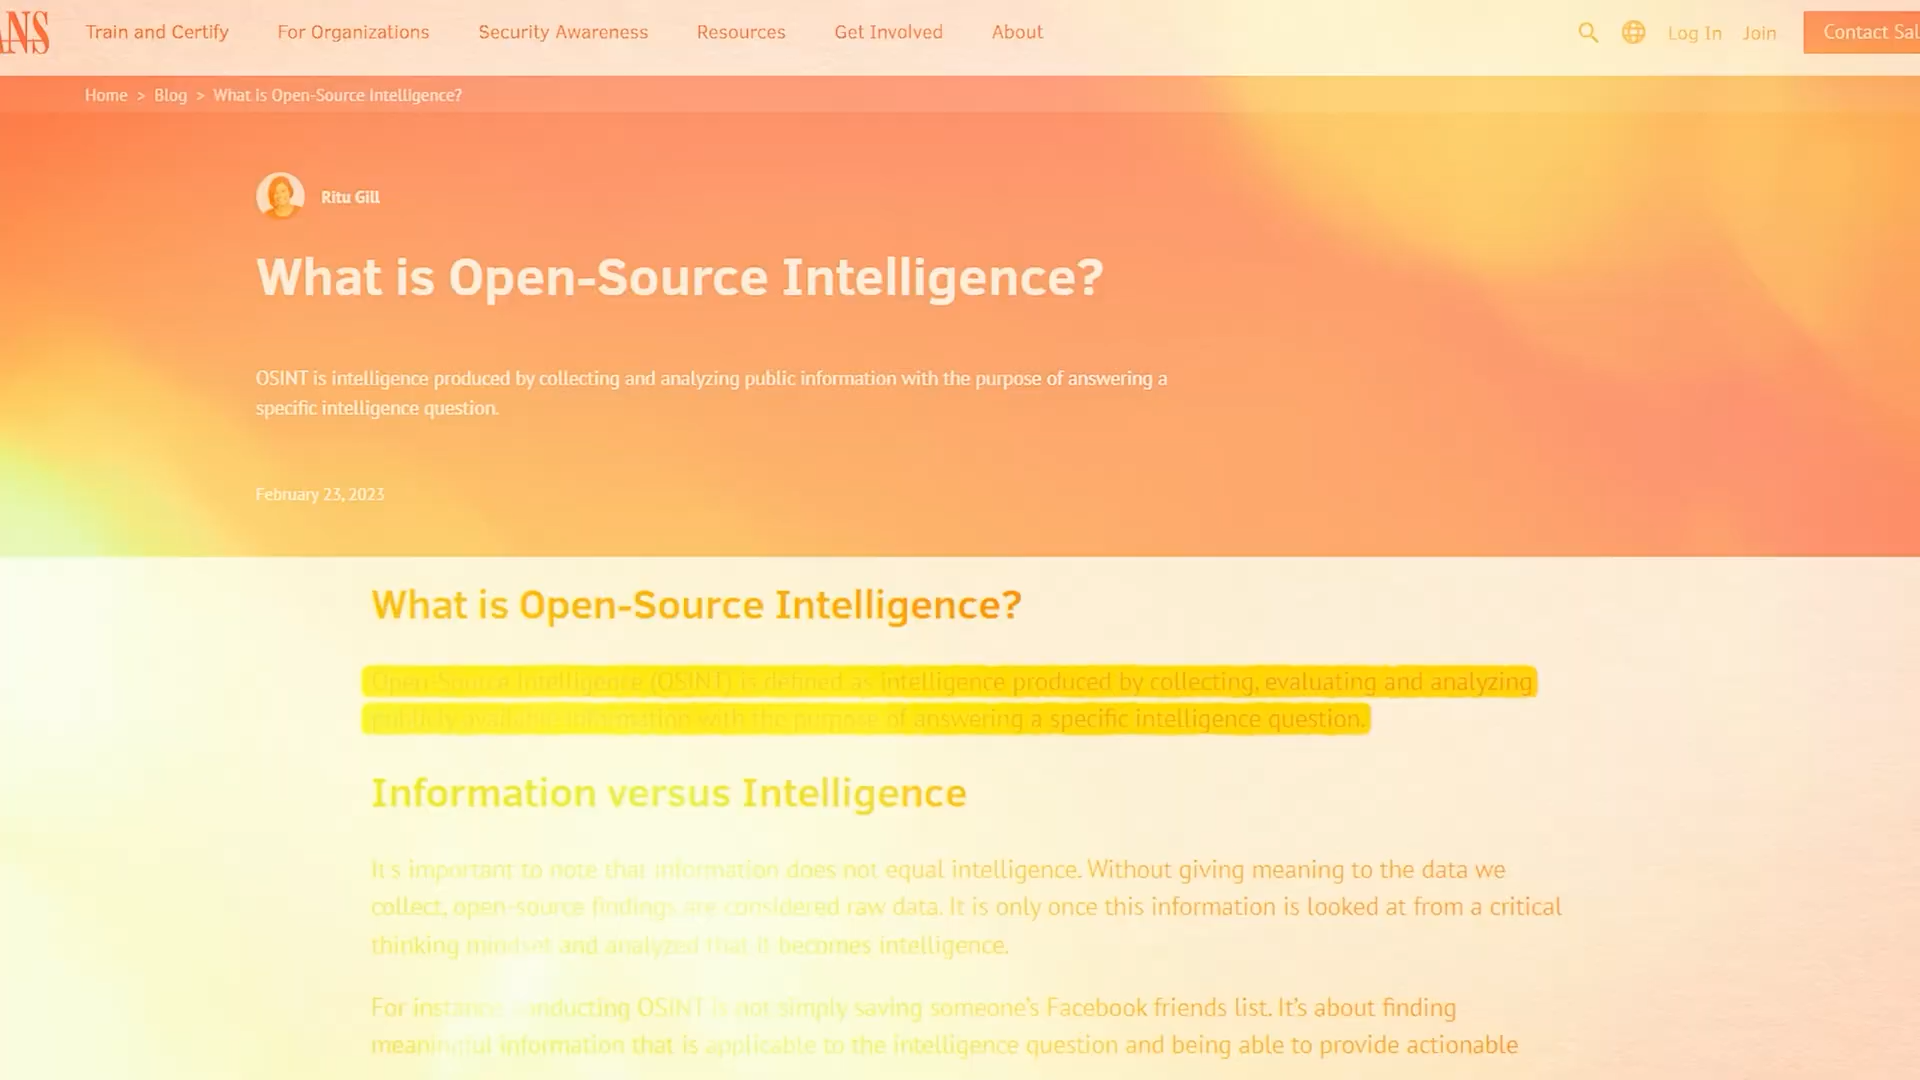 ANS
Train and Certify
For Organizations
Security Awareness
Resources
Get Involved
About
Log In
Join
Contact Sal
Home > Blog > What is Open-Source Intelligence?
Ritu Gill
What is Open-Source Intelligence?
OSINT is intelligence produced by collecting and analyzing public information with the purpose of answering a
specific intelligence question.
February 23, 2023
What is Open-Source Intelligence?
Open-Source Intelligence (OSINT) is defined as intelligence produced by collecting, evaluating and analyzing
publicly available information with the purpose of answering a specific intelligence question.
Information versus Intelligence
It's important to note that information does not equal intelligence. Without giving meaning to the data we
collect, open-source findings are considered raw data. It is only once this information is looked at from a critical
thinking mindset and analyzed that it becomes intelligence.
For instance conducting OSINT is not simply saving someone's Facebook friends list. It's about finding
meaningful information that is applicable to the intelligence question and being able to provide actionable